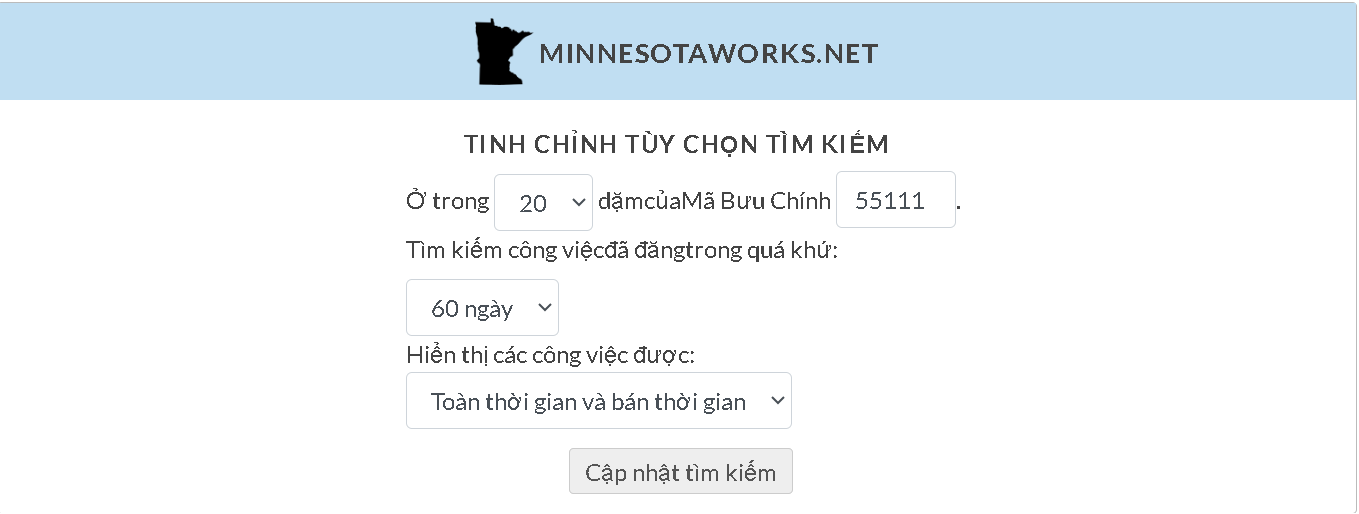 MINNESOTAWORKS.NET
TINH CHỈNH TÙY CHỌN TÌM KIẾM
Ở trong 20 dặmcủaMã Bưu Chính 55111.
Tìm kiếm công việcđã đăngtrong quá khứ:
60 ngày
Hiển thị các công việc được:
Toàn thời gian và bán thời gian
Cập nhật tìm kiếm